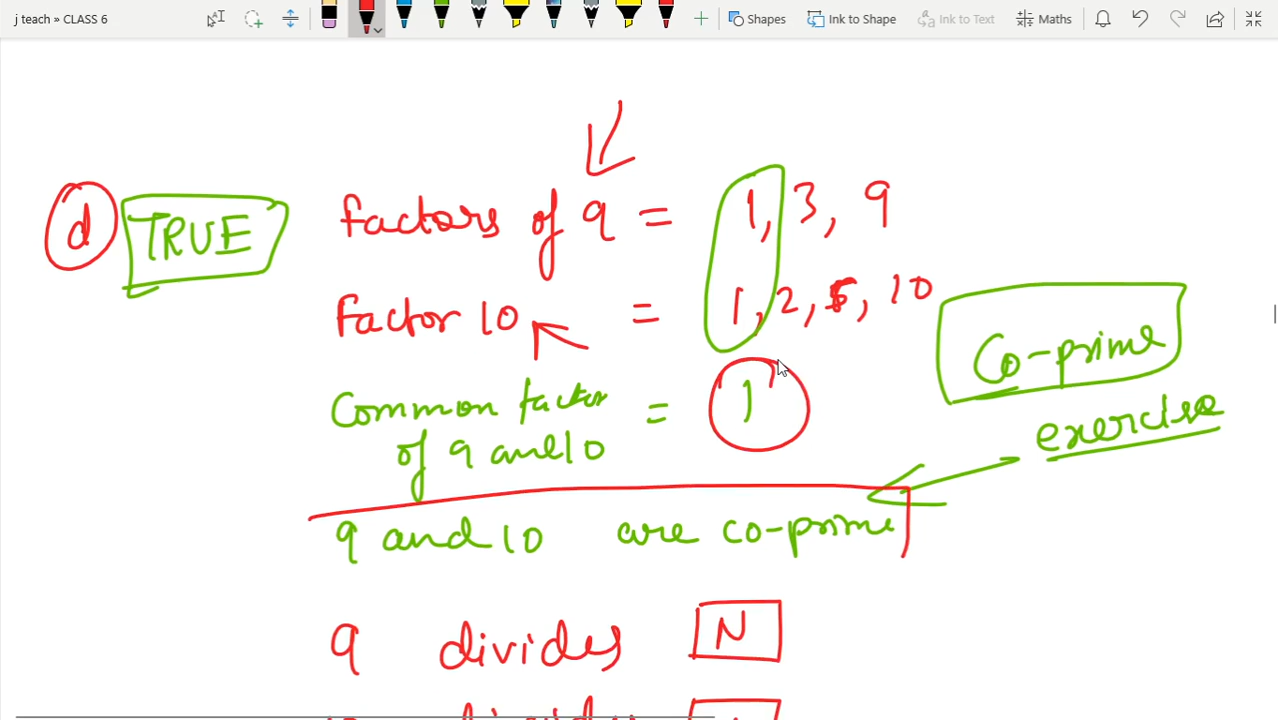 j teach » CLASS 6 Shapes Ink to Shape Ink to Text Maths
d TRUE factors of 9 = 1, 3, 9
factor 10 = 1, 2, 5, 10
Co-prime
Common factor = 1
of 9 and 10
exercise
9 and 10 are co-prime
9 divides N
divides